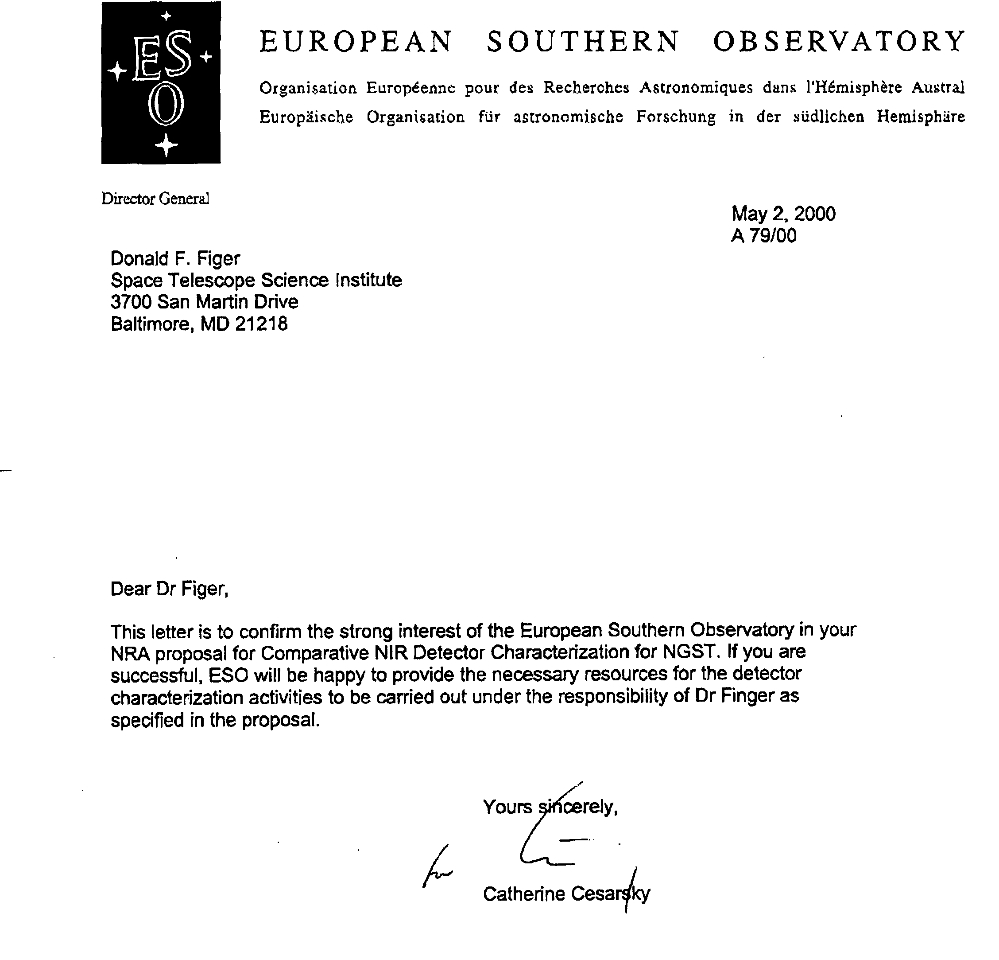 ESO
EUROPEAN SOUTHERN OBSERVATORY
Organisation Européenne pour des Recherches Astronomiques dans l'Hémisphère Austral
Europäische Organisation für astronomische Forschung in der südlichen Hemisphäre
Director General
May 2, 2000
A 79/00
Donald F. Figer
Space Telescope Science Institute
3700 San Martin Drive
Baltimore, MD 21218
Dear Dr Figer,
This letter is to confirm the strong interest of the European Southern Observatory in your
NRA proposal for Comparative NIR Detector Characterization for NGST. If you are
successful, ESO will be happy to provide the necessary resources for the detector
characterization activities to be carried out under the responsibility of Dr Finger as
specified in the proposal.
Yours sincerely,
Catherine Cesarsky